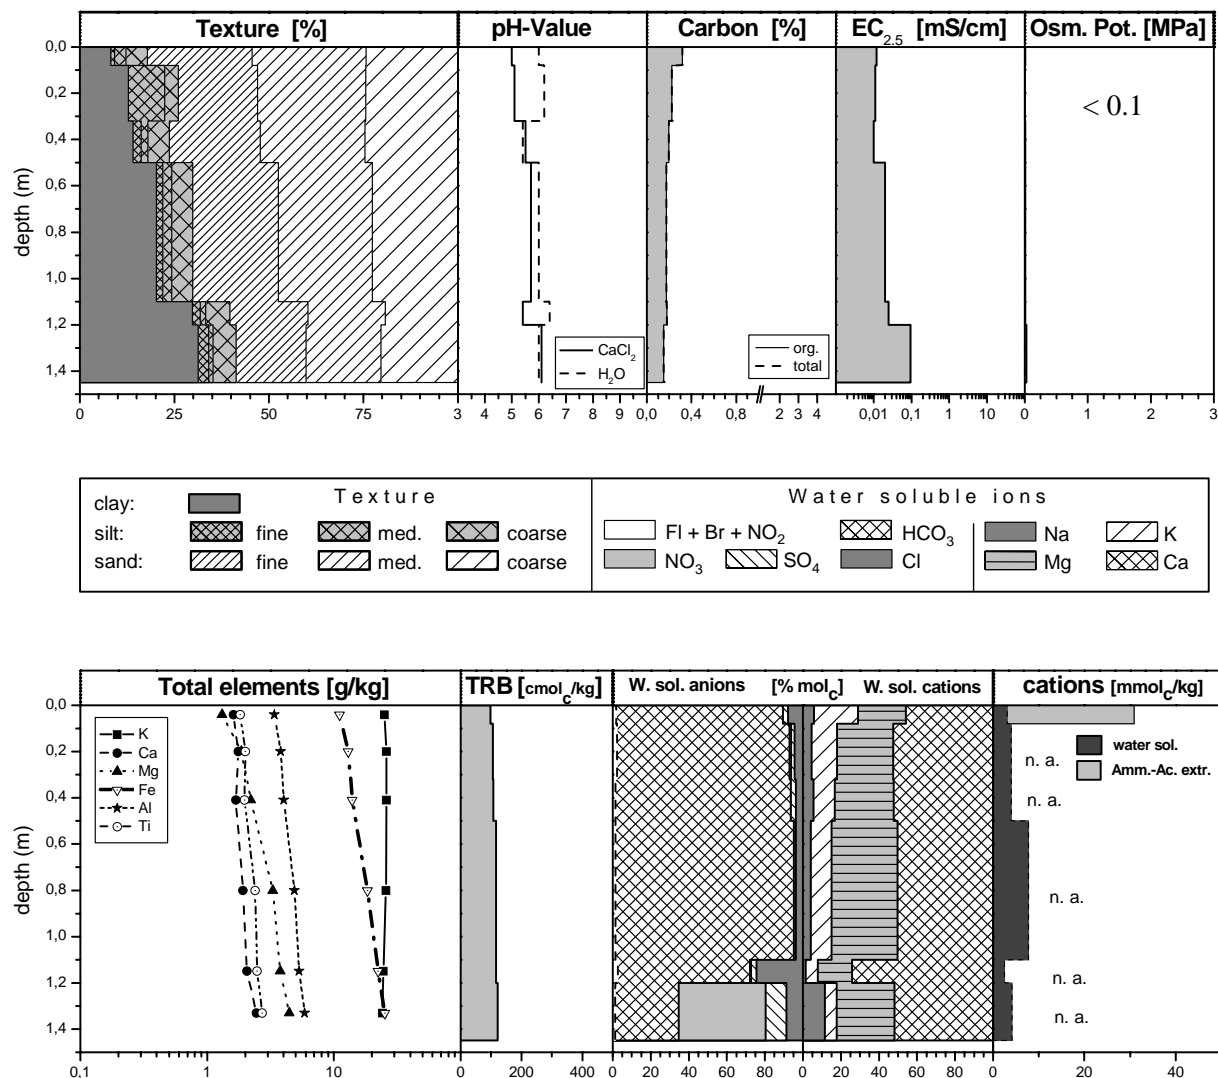 Texture [%] pH-Value Carbon [%] EC2.5 [mS/cm] Osm. Pot. [MPa]
0,0
0,2
0,4
0,6
0,8
1,0
1,2
1,4
depth (m)
< 0.1
CaCl2
H2O
org.
total
0 25 50 75 3 4 5 6 7 8 9 0,0 0,4 0,8 2 3 4 0,01 0,1 1 10 0 1 2 3
Texture
clay:
silt: fine med. coarse
sand: fine med. coarse
Water soluble ions
Fl + Br + NO2 HCO3 Na K
NO3 SO4 Cl Mg Ca
Total elements [g/kg] TRB [cmolc/kg] W. sol. anions [% molc] W. sol. cations cations [mmolc/kg]
0,0
0,2
0,4
0,6
0,8
1,0
1,2
1,4
depth (m)
K
Ca
Mg
Fe
Al
Ti
water sol.
Amm.-Ac. extr.
n. a.
n. a.
n. a.
n. a.
n. a.
0,1 1 10 0 200 400 0 20 40 60 80 0 20 40 60 80 0 20 40